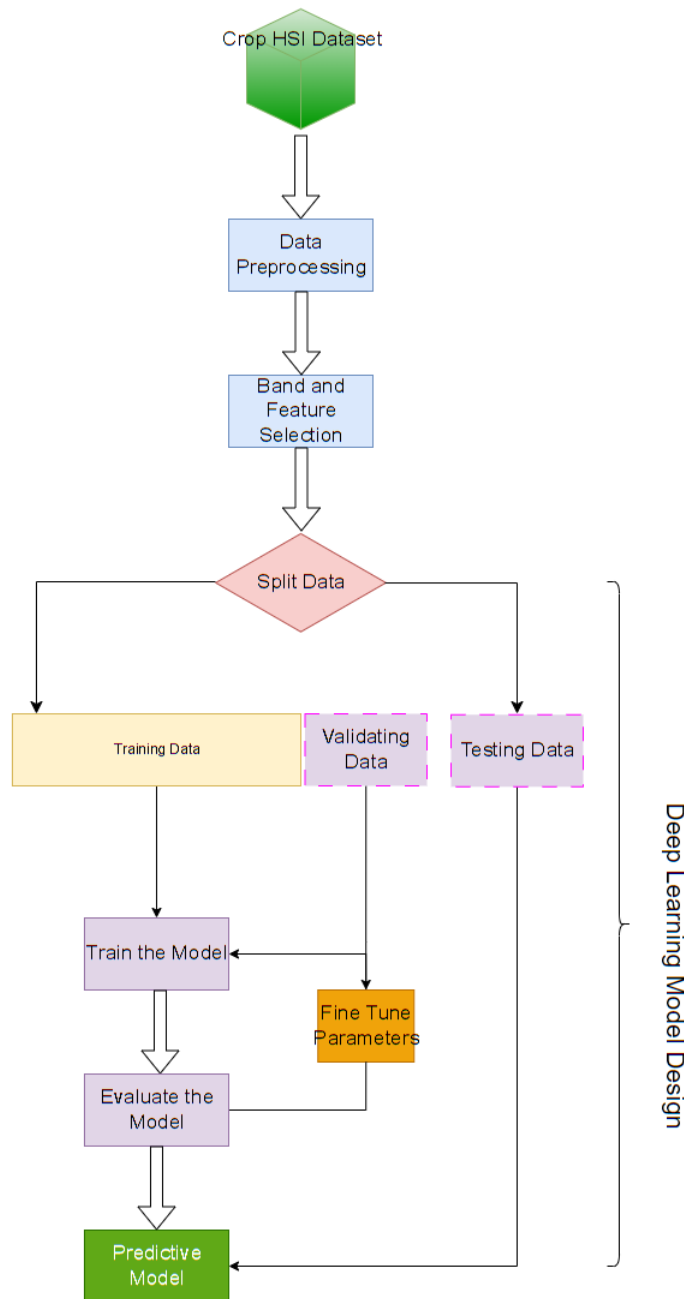 Crop HSI Dataset
Data
Preprocessing
Band and
Feature
Selection
Split Data
Training Data
Validating
Data
Testing Data
Train the Model
Fine Tune
Parameters
Evaluate the
Model
Predictive
Model
Deep Learning Model Design